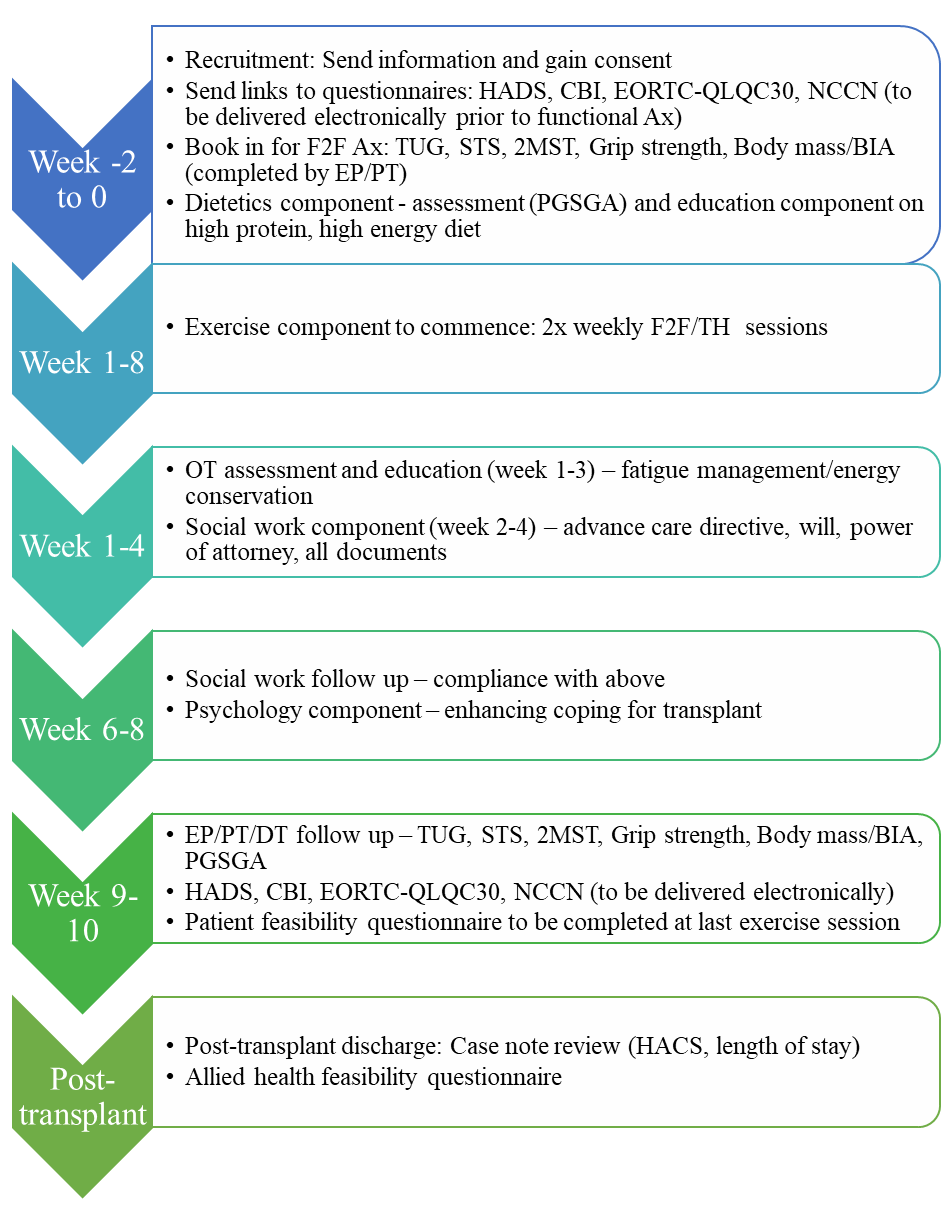 Week -2
to 0
• Recruitment: Send information and gain consent
• Send links to questionnaires: HADS, CBI, EORTC-QLQC30, NCCN (to
be delivered electronically prior to functional Ax)
• Book in for F2F Ax: TUG, STS, 2MST, Grip strength, Body mass/BIA
(completed by EP/PT)
• Dietetics component - assessment (PGSGA) and education component on
high protein, high energy diet
Week 1-8
• Exercise component to commence: 2x weekly F2F/TH sessions
Week 1-4
• OT assessment and education (week 1-3) – fatigue management/energy
conservation
• Social work component (week 2-4) – advance care directive, will, power
of attorney, all documents
Week 6-8
• Social work follow up – compliance with above
• Psychology component – enhancing coping for transplant
Week 9-
10
• EP/PT/DT follow up – TUG, STS, 2MST, Grip strength, Body mass/BIA,
PGSGA
• HADS, CBI, EORTC-QLQC30, NCCN (to be delivered electronically)
• Patient feasibility questionnaire to be completed at last exercise session
Post-
transplant
• Post-transplant discharge: Case note review (HACS, length of stay)
• Allied health feasibility questionnaire